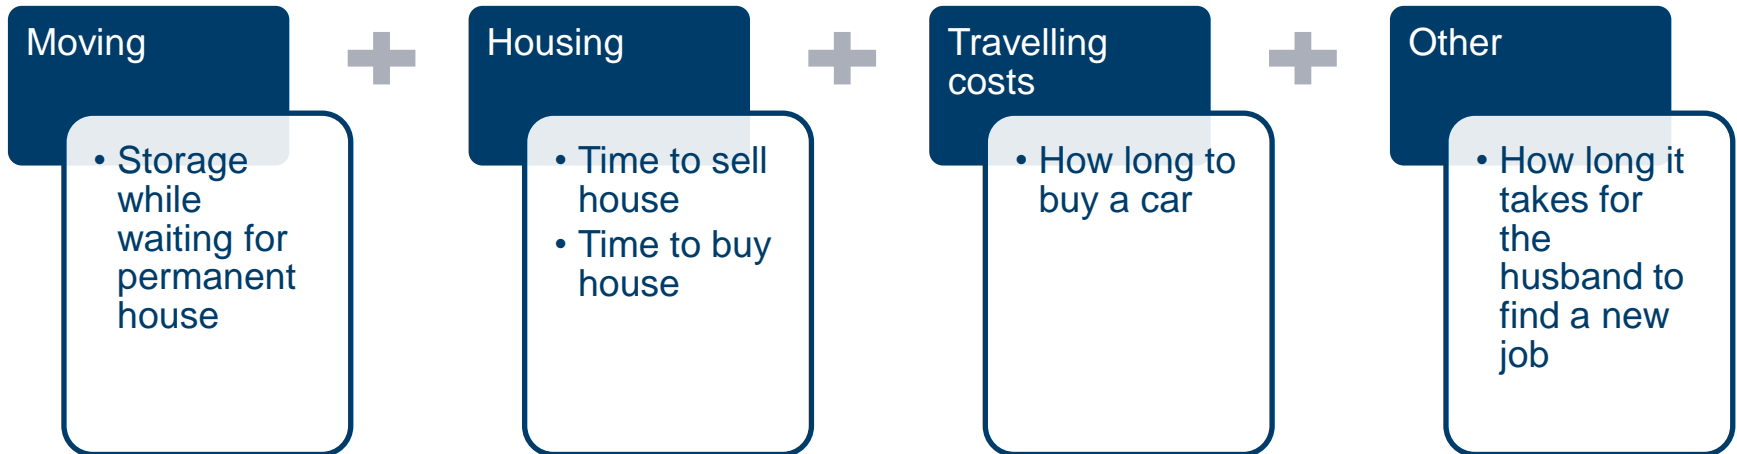 Moving
• Storage
while
waiting for
permanent
house
Housing
• Time to sell
house
• Time to buy
house
Travelling
costs
• How long to
buy a car
Other
• How long it
takes for
the
husband to
find a new
job